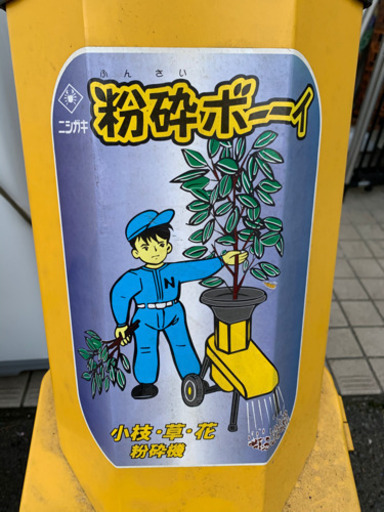 ふんさい
ニシガキ
粉砕ボーイ
N
小枝・草・花
粉砕機